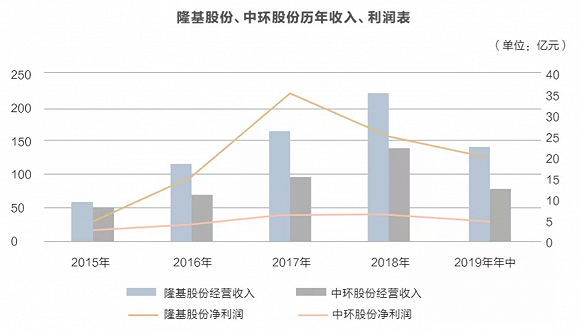 隆基股份、中环股份历年收入、利润表
（单位：亿元）
250 40
200 35
150 30
100 25
50 20
0 15
10
5
0
2015年 2016年 2017年 2018年 2019年年中
隆基股份经营收入 中环股份经营收入
隆基股份净利润 中环股份净利润